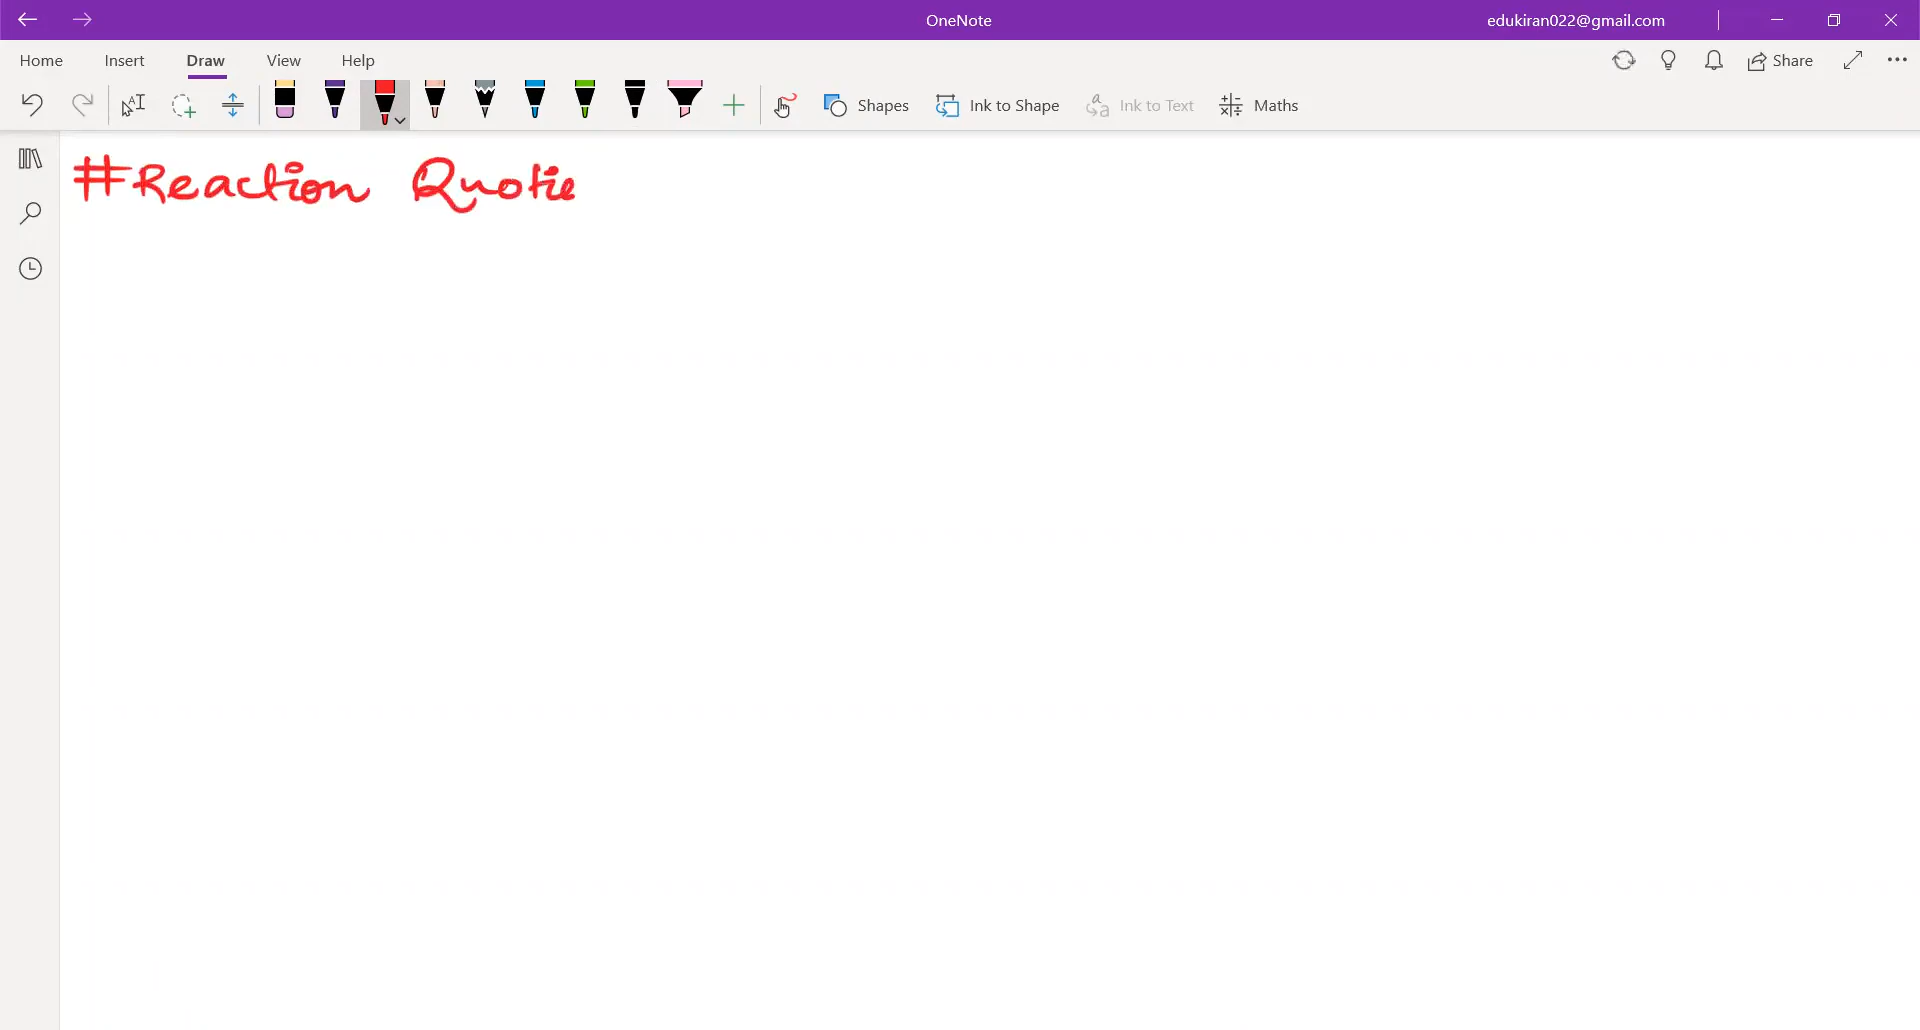 OneNote
edukiran022@gmail.com
Home Insert Draw View Help
Share
Shapes Ink to Shape Ink to Text Maths
#Reaction Quotie